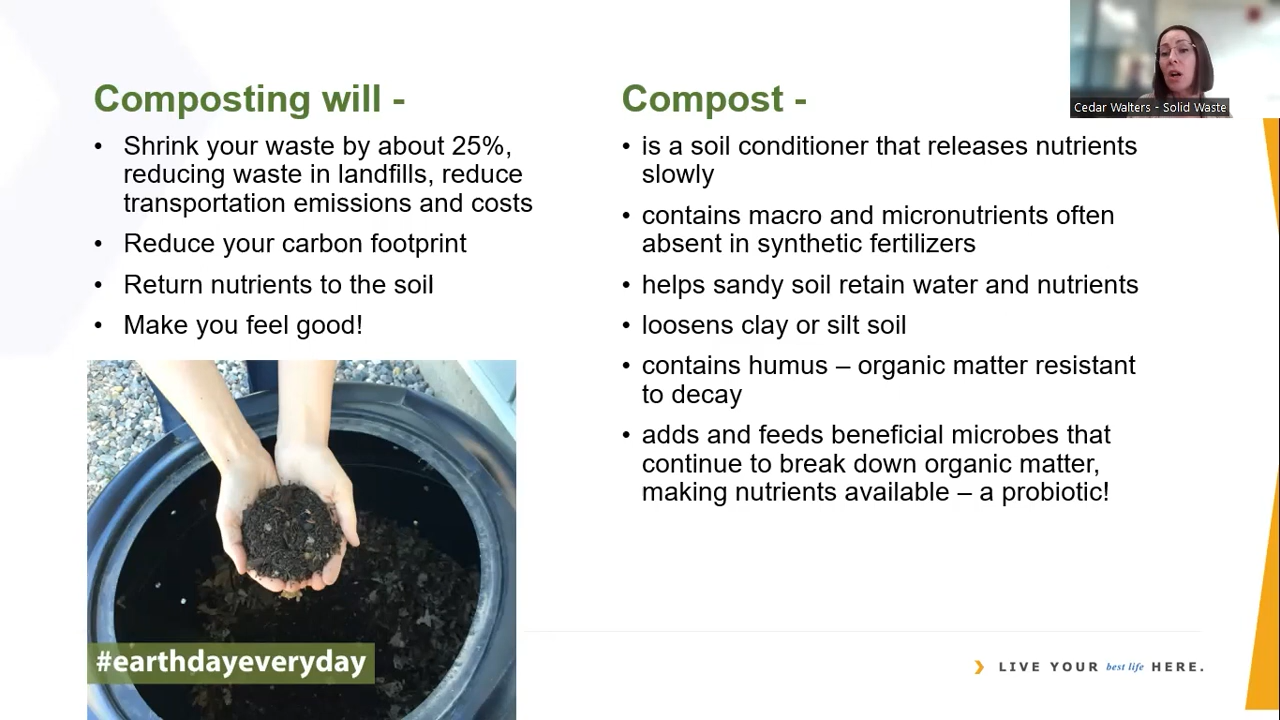 Composting will -
• Shrink your waste by about 25%,
reducing waste in landfills, reduce
transportation emissions and costs
• Reduce your carbon footprint
• Return nutrients to the soil
• Make you feel good!
#earthdayeveryday
Compost -
• is a soil conditioner that releases nutrients
slowly
• contains macro and micronutrients often
absent in synthetic fertilizers
• helps sandy soil retain water and nutrients
• loosens clay or silt soil
• contains humus – organic matter resistant
to decay
• adds and feeds beneficial microbes that
continue to break down organic matter,
making nutrients available – a probiotic!
Cedar Walters - Solid Waste
LIVE YOUR best life HERE.